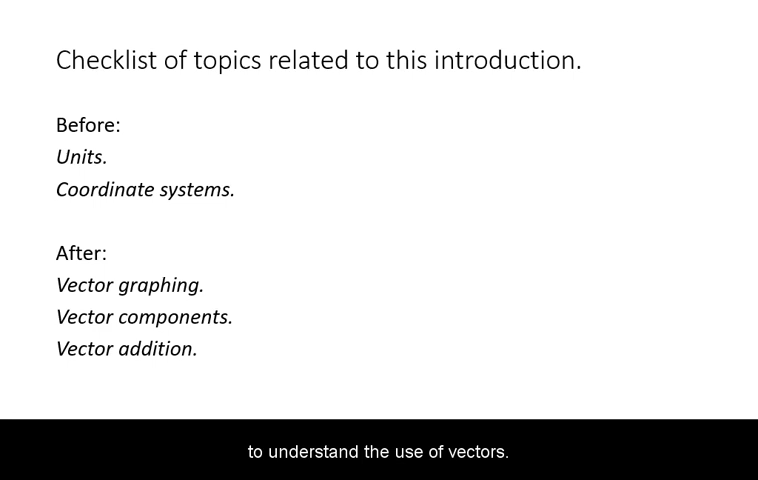 Checklist of topics related to this introduction.
Before:
Units.
Coordinate systems.
After:
Vector graphing.
Vector components.
Vector addition.
to understand the use of vectors.